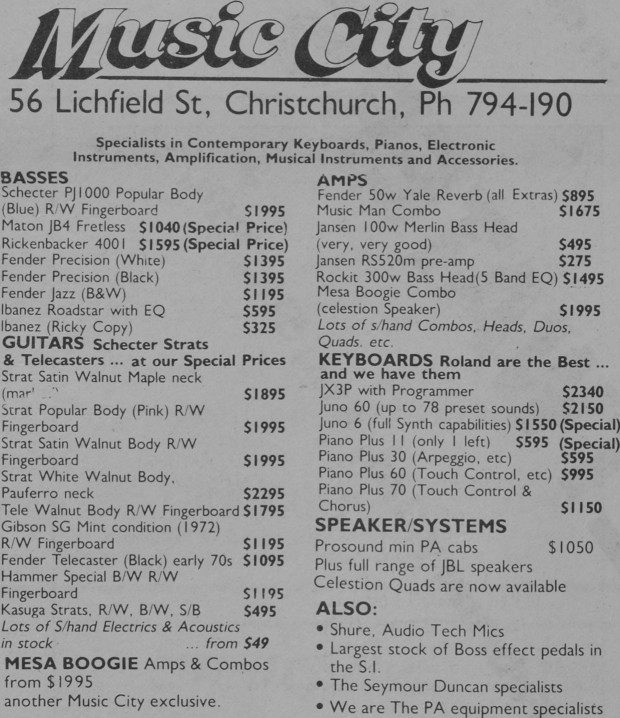 Music City
56 Lichfield St, Christchurch, Ph 794-190
Specialists in Contemporary Keyboards, Pianos, Electronic
Instruments, Amplification, Musical Instruments and Accessories.
BASSES
Schecter PJ1000 Popular Body
(Blue) R/W Fingerboard $1995
Maton JB4 Fretless $1040 (Special Price)
Rickenbacker 4001 $1595 (Special Price)
Fender Precision (White) $1395
Fender Precision (Black) $1395
Fender Jazz (B&W) $1195
Ibanez Roadstar with EQ $595
Ibanez (Ricky Copy) $325
GUITARS Schecter Strats
& Telecasters ... at our Special Prices
Strat Satin Walnut Maple neck
$1895
Strat Popular Body (Pink) R/W
Fingerboard $1995
Strat Satin Walnut Body R/W
Fingerboard $1995
Strat White Walnut Body,
Pauferro neck $2295
Tele Walnut Body R/W Fingerboard $1795
Gibson SG Mint condition (1972)
R/W Fingerboard $1195
Fender Telecaster (Black) early 70s $1095
Hammer Special B/W R/W
Fingerboard $1195
Kasuga Strats, R/W, B/W, S/B $495
Lots of S/hand Electrics & Acoustics
in stock ... from $49
MESA BOOGIE Amps & Combos
from $1995
another Music City exclusive.
AMPS
Fender 50w Yale Reverb (all Extras) $895
Music Man Combo $1675
Jansen 100w Merlin Bass Head
(very, very good) $495
Jansen RS520m pre-amp $275
Rockit 300w Bass Head(5 Band EQ) $1495
Mesa Boogie Combo
(celestion Speaker) $1995
Lots of s/hand Combos, Heads, Duos,
Quads. etc.
KEYBOARDS Roland are the Best ...
and we have them
JX3P with Programmer $2340
Juno 60 (up to 78 preset sounds) $2150
Juno 6 (full Synth capabilities) $1550 (Special)
Piano Plus 11 (only 1 left) $595 (Special)
Piano Plus 30 (Arpeggio, etc) $595
Piano Plus 60 (Touch Control, etc) $995
Piano Plus 70 (Touch Control &
Chorus) $1150
SPEAKER/SYSTEMS
Prosound min PA cabs $1050
Plus full range of JBL speakers
Celestion Quads are now available
ALSO:
• Shure, Audio Tech Mics
• Largest stock of Boss effect pedals in
the S.I.
• The Seymour Duncan specialists
• We are The PA equipment specialists